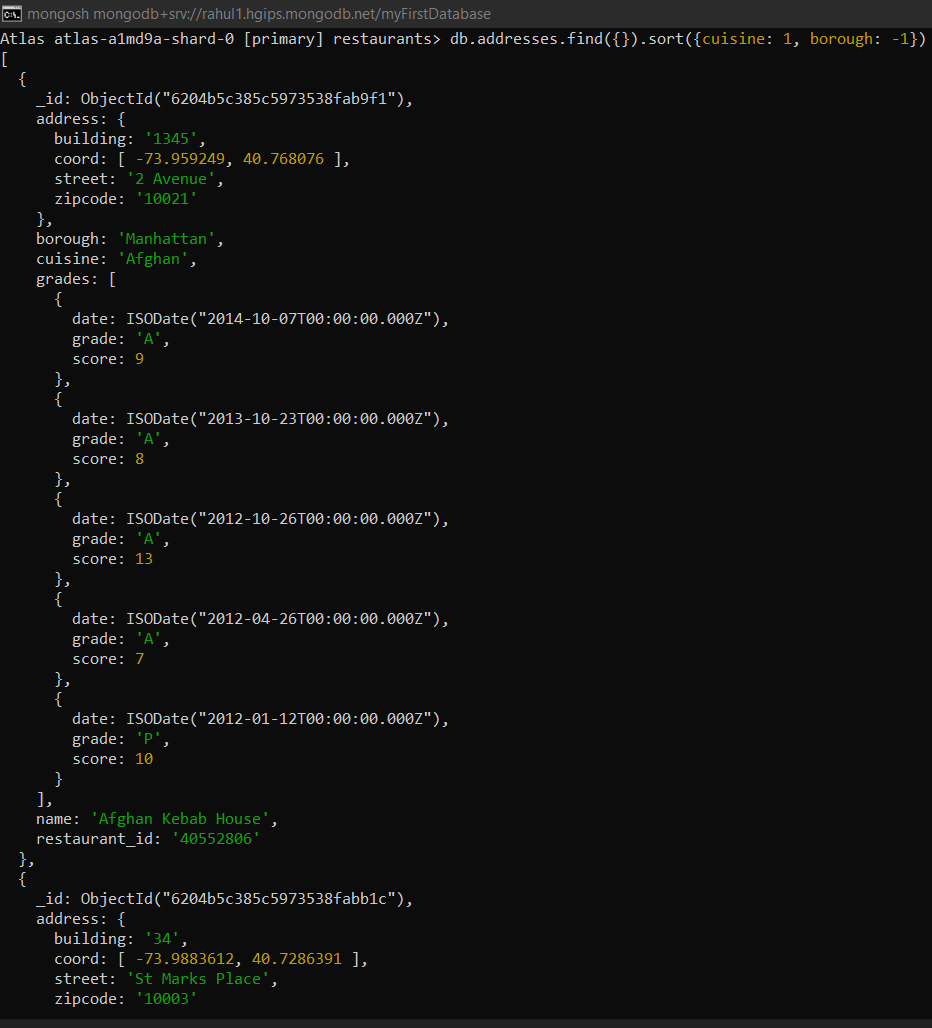 mongosh mongodb+srv://rahul1.hgips.mongodb.net/myFirstDatabase
Atlas atlas-a1md9a-shard-0 [primary] restaurants> db.addresses.find({}).sort({cuisine: 1, borough: -1})
[
  {
    _id: ObjectId("6204b5c385c5973538fab9f1"),
    address: {
      building: '1345',
      coord: [ -73.959249, 40.768076 ],
      street: '2 Avenue',
      zipcode: '10021'
    },
    borough: 'Manhattan',
    cuisine: 'Afghan',
    grades: [
      {
        date: ISODate("2014-10-07T00:00:00.000Z"),
        grade: 'A',
        score: 9
      },
      {
        date: ISODate("2013-10-23T00:00:00.000Z"),
        grade: 'A',
        score: 8
      },
      {
        date: ISODate("2012-10-26T00:00:00.000Z"),
        grade: 'A',
        score: 13
      },
      {
        date: ISODate("2012-04-26T00:00:00.000Z"),
        grade: 'A',
        score: 7
      },
      {
        date: ISODate("2012-01-12T00:00:00.000Z"),
        grade: 'P',
        score: 10
      }
    ],
    name: 'Afghan Kebab House',
    restaurant_id: '40552806'
  },
  {
    _id: ObjectId("6204b5c385c5973538fabb1c"),
    address: {
      building: '34',
      coord: [ -73.9883612, 40.7286391 ],
      street: 'St Marks Place',
      zipcode: '10003'